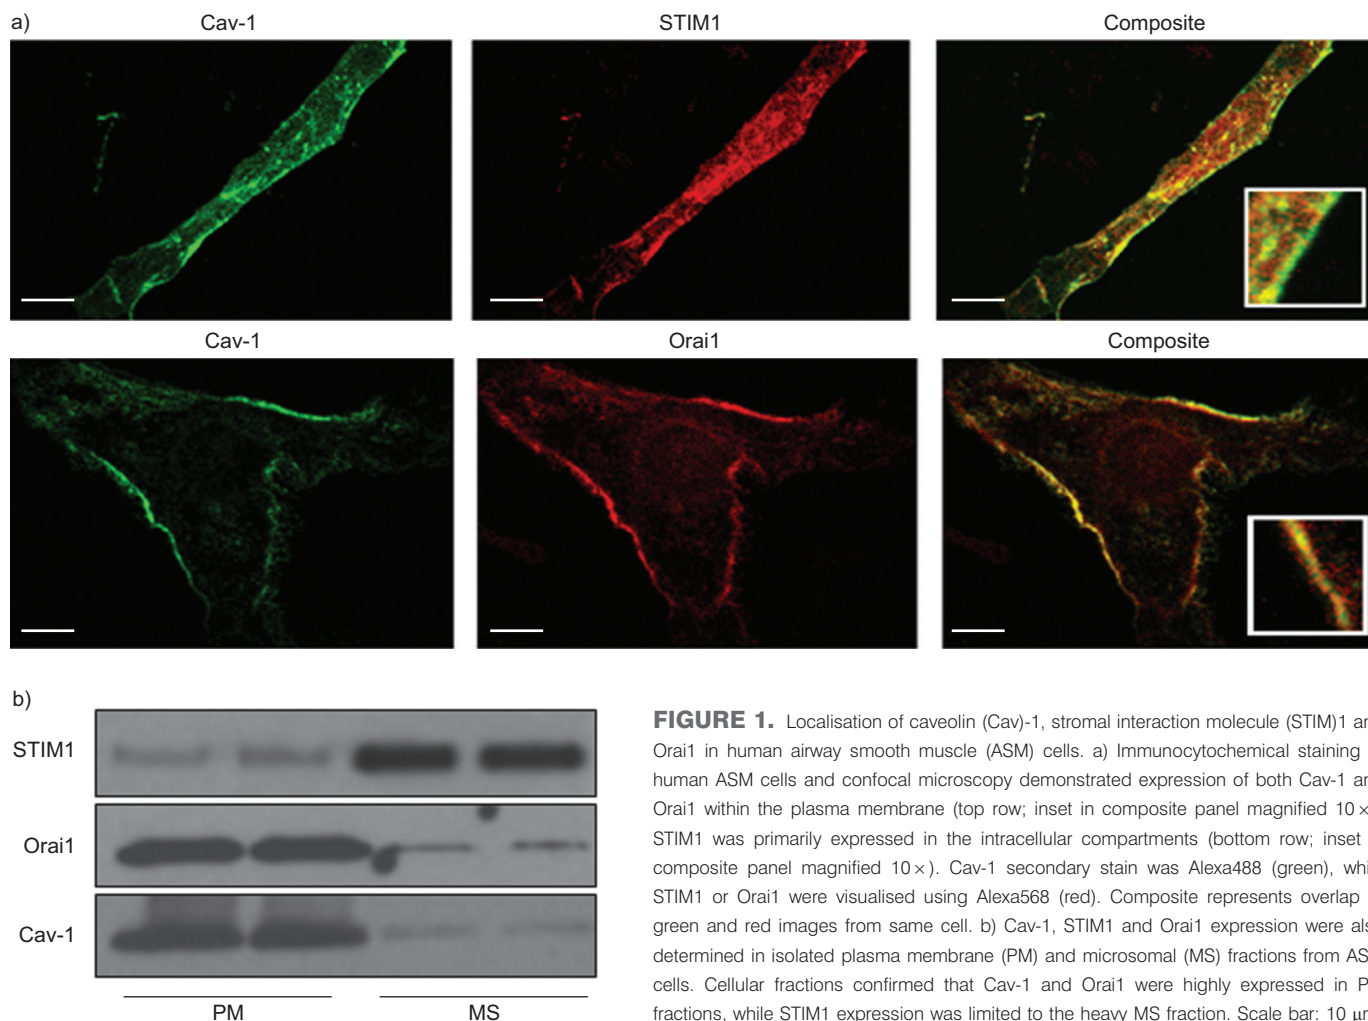 a)
Cav-1 STIM1 Composite
Cav-1 Orai1 Composite
b)
STIM1
Orai1
Cav-1
PM MS
FIGURE 1. Localisation of caveolin (Cav)-1, stromal interaction molecule (STIM)1 an
Orai1 in human airway smooth muscle (ASM) cells. a) Immunocytochemical staining
human ASM cells and confocal microscopy demonstrated expression of both Cav-1 an
Orai1 within the plasma membrane (top row; inset in composite panel magnified 10×
STIM1 was primarily expressed in the intracellular compartments (bottom row; inset
composite panel magnified 10×). Cav-1 secondary stain was Alexa488 (green), whi
STIM1 or Orai1 were visualised using Alexa568 (red). Composite represents overlap
green and red images from same cell. b) Cav-1, STIM1 and Orai1 expression were als
determined in isolated plasma membrane (PM) and microsomal (MS) fractions from AS
cells. Cellular fractions confirmed that Cav-1 and Orai1 were highly expressed in P
fractions, while STIM1 expression was limited to the heavy MS fraction. Scale bar: 10 μm